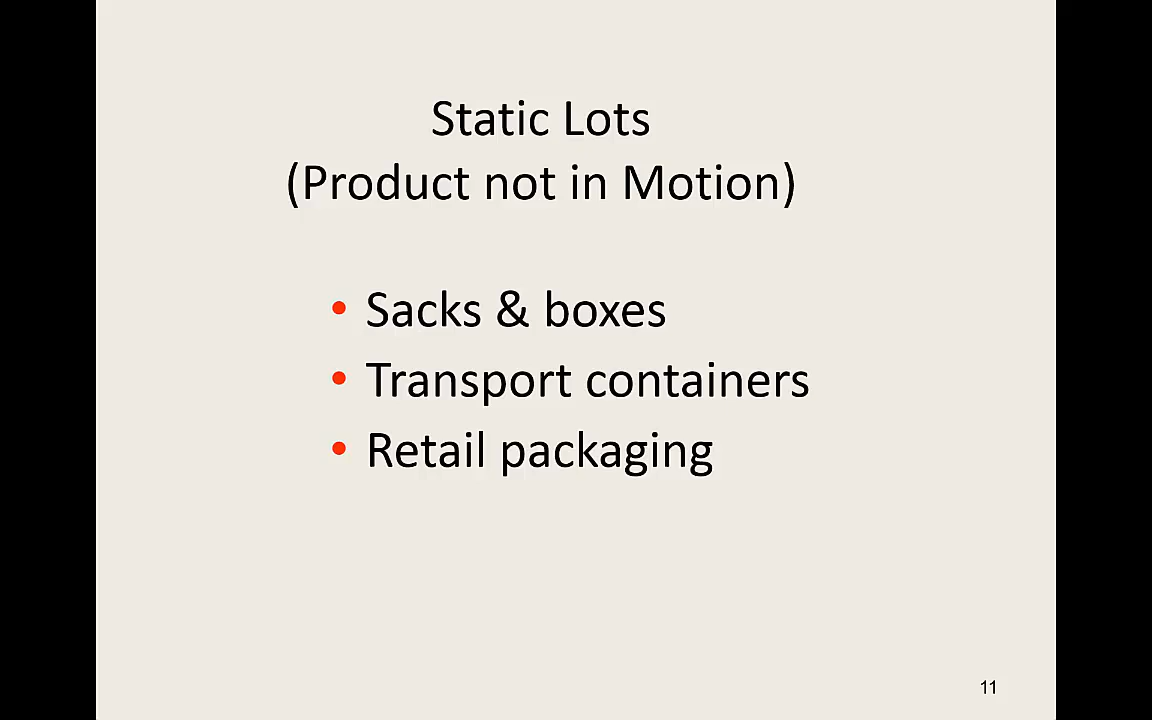 Static Lots
(Product not in Motion)
• Sacks & boxes
• Transport containers
• Retail packaging
11